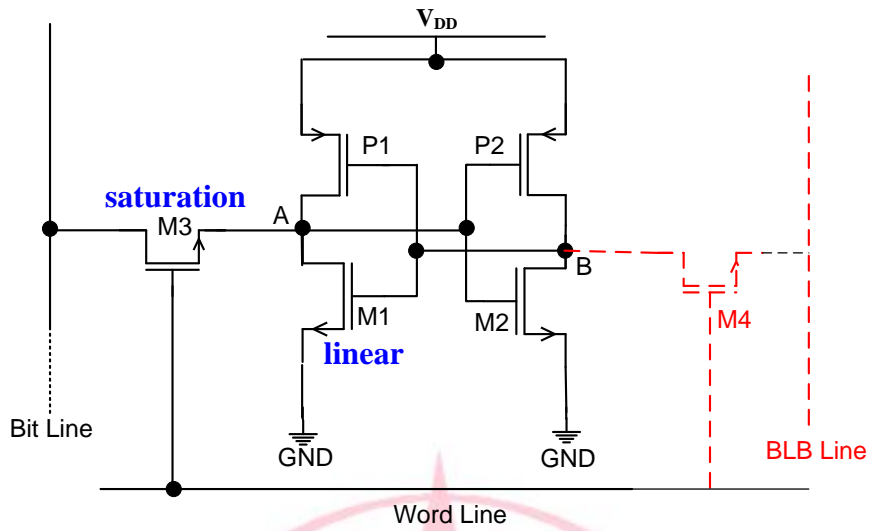 VDD
P1
P2
saturation
M3
A
B
M1
M2
M4
linear
Bit Line
GND
GND
BLB Line
Word Line